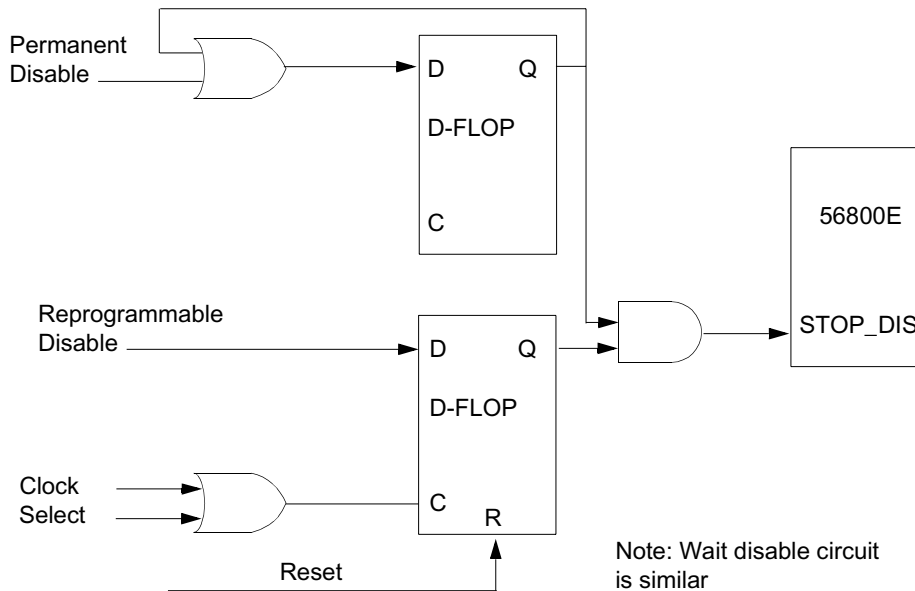 Permanent
Disable
D Q
D-FLOP
C
56800E
STOP_DIS
Reprogrammable
Disable
D Q
D-FLOP
Clock
Select
C
R
Reset
Note: Wait disable circuit
is similar